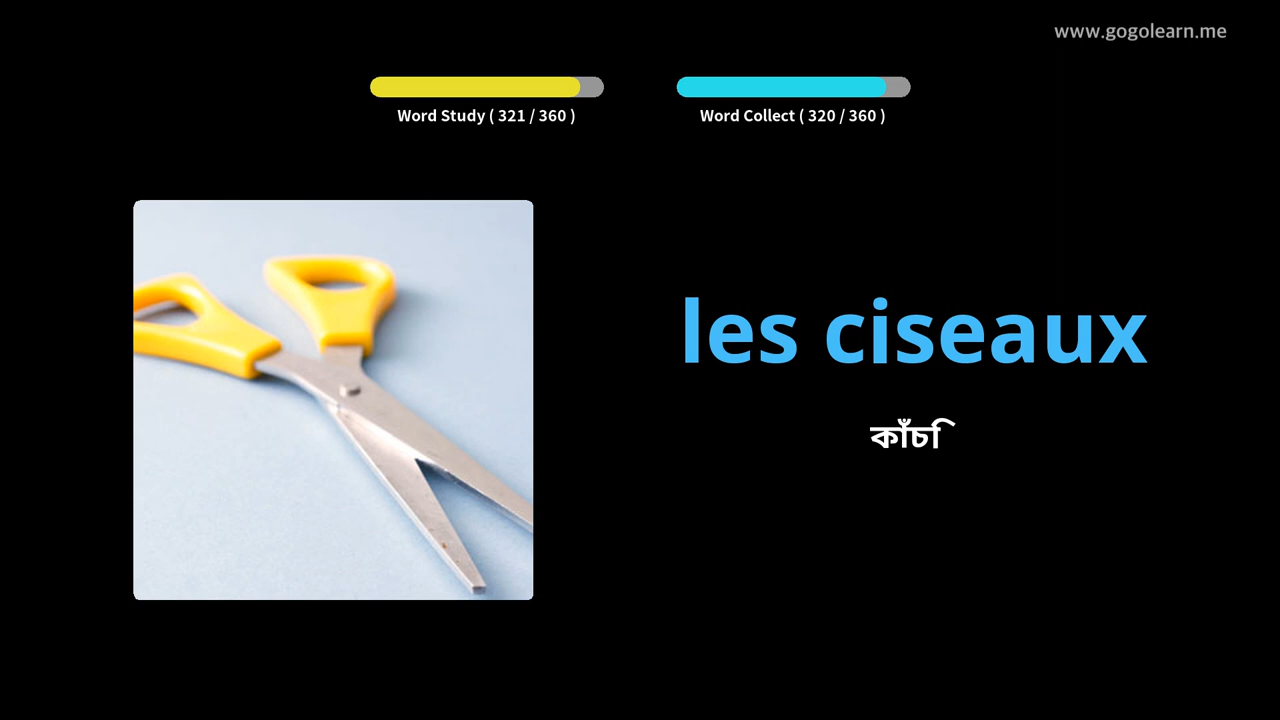 www.gogolearn.me
Word Study ( 321 / 360 )
Word Collect ( 320 / 360 )
les ciseaux
কাঁচি